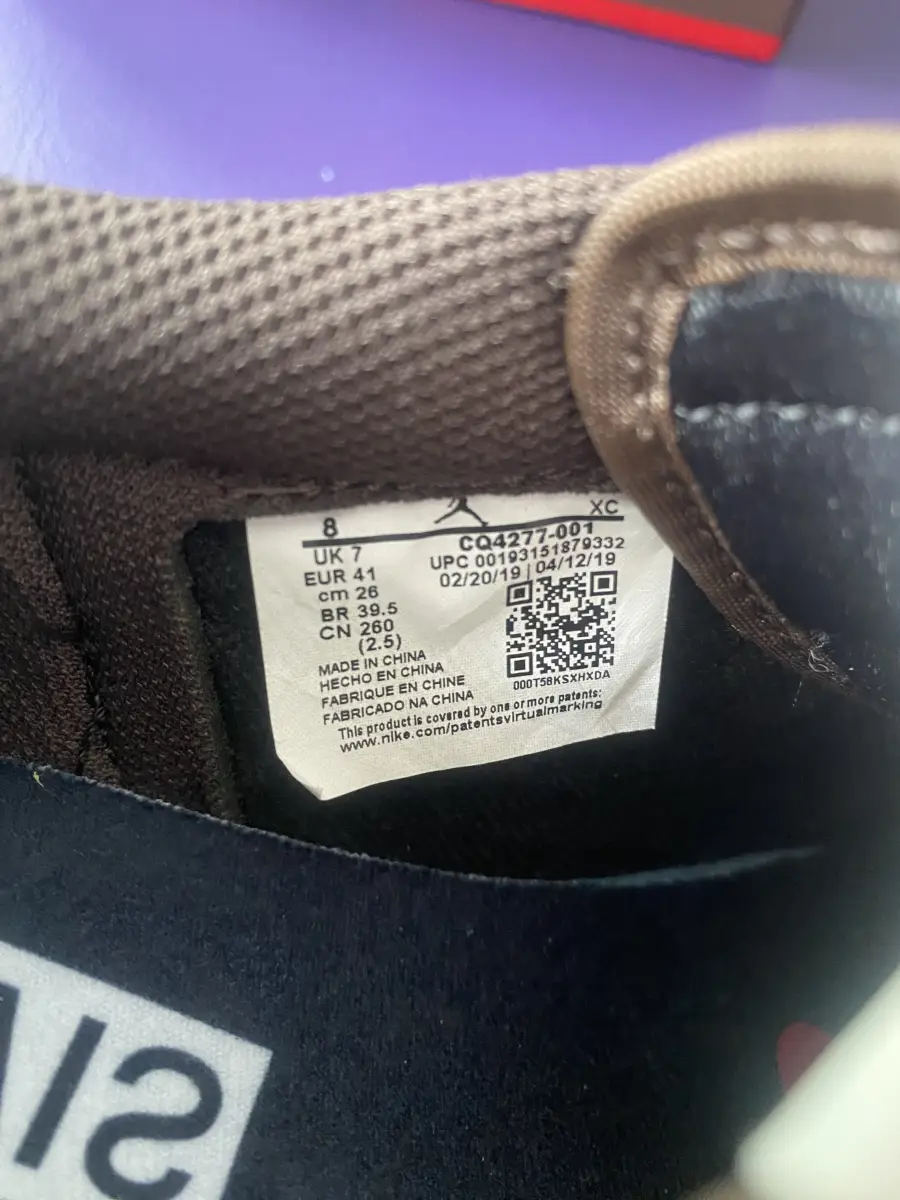 8
XC
UK 7
EUR 41
cm 26
BR 39.5
CN 260
(2.5)
CQ4277-001
UPC 00193151879332
02/20/19 | 04/12/19
000T58KSXHXDA
MADE IN CHINA
HECHO EN CHINA
FABRIQUE EN CHINE
FABRICADO NA CHINA
This product is covered by one or more patents:
www.nike.com/patentsvirtualmarking